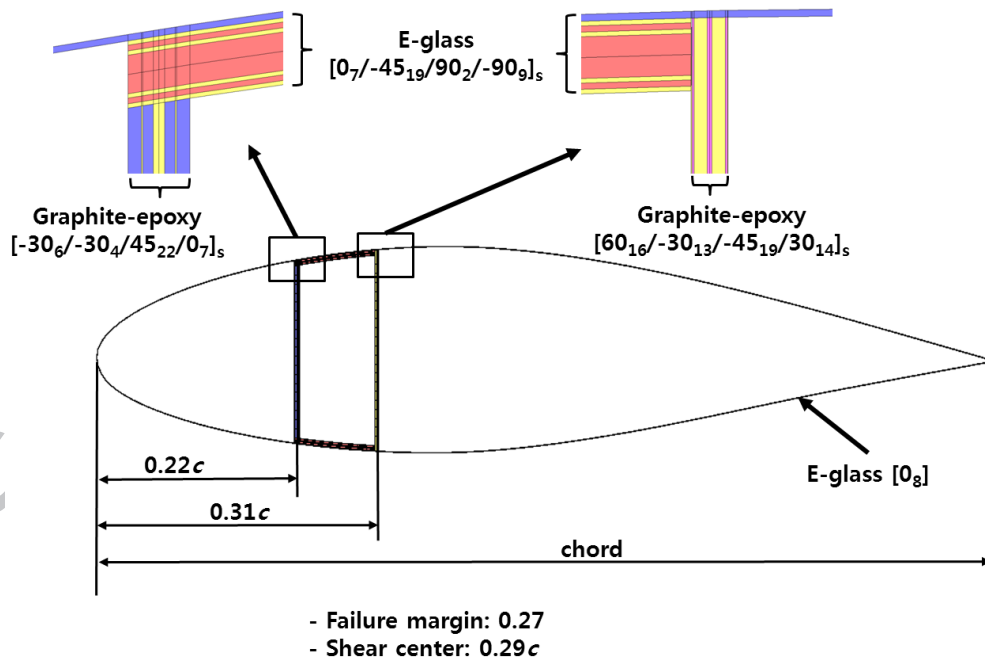 E-glass
[0₇/-45₁₉/90₂/-90₉]ₛ
Graphite-epoxy
[-30₆/-30₄/45₂₂/0₇]ₛ
Graphite-epoxy
[60₁₆/-30₁₃/-45₁₉/30₁₄]ₛ
0.22c
0.31c
E-glass [0₈]
chord
- Failure margin: 0.27
- Shear center: 0.29c